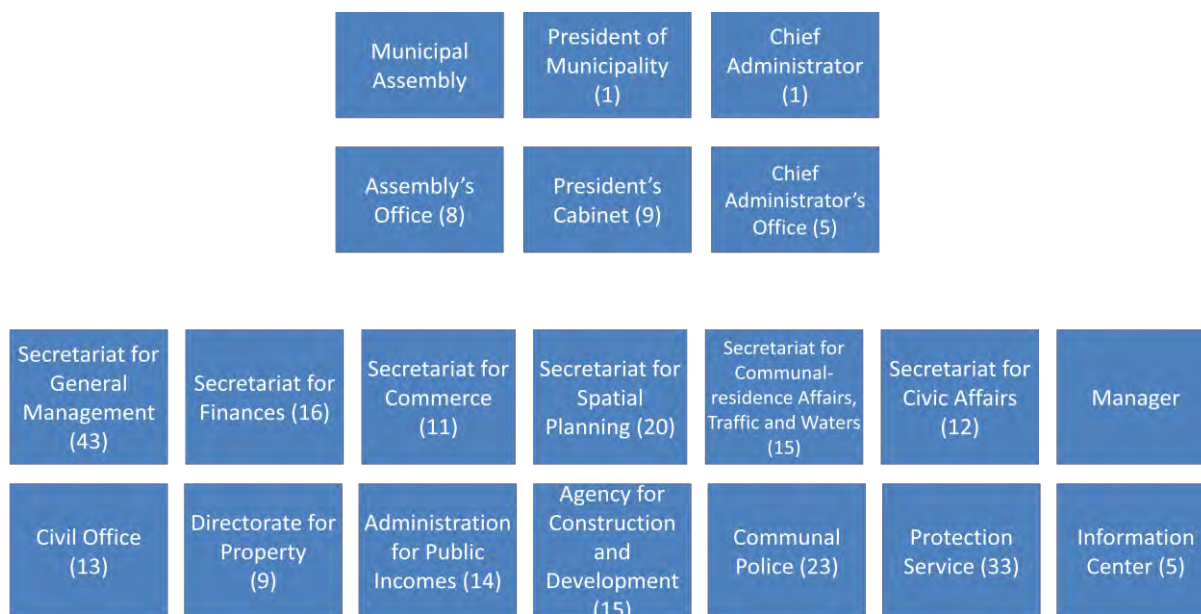 Municipal
Assembly
President of
Municipality
(1)
Chief
Administrator
(1)
Assembly’s
Office (8)
President’s
Cabinet (9)
Chief
Administrator’s
Office (5)
Secretariat for
General
Management
(43)
Secretariat for
Finances (16)
Secretariat for
Commerce
(11)
Secretariat for
Spatial
Planning (20)
Secretariat for
Communal-
residence Affairs,
Traffic and Waters
(15)
Secretariat for
Civic Affairs
(12)
Manager
Civil Office
(13)
Directorate for
Property
(9)
Administration
for Public
Incomes (14)
Agency for
Construction
and
Development
(15)
Communal
Police (23)
Protection
Service (33)
Information
Center (5)